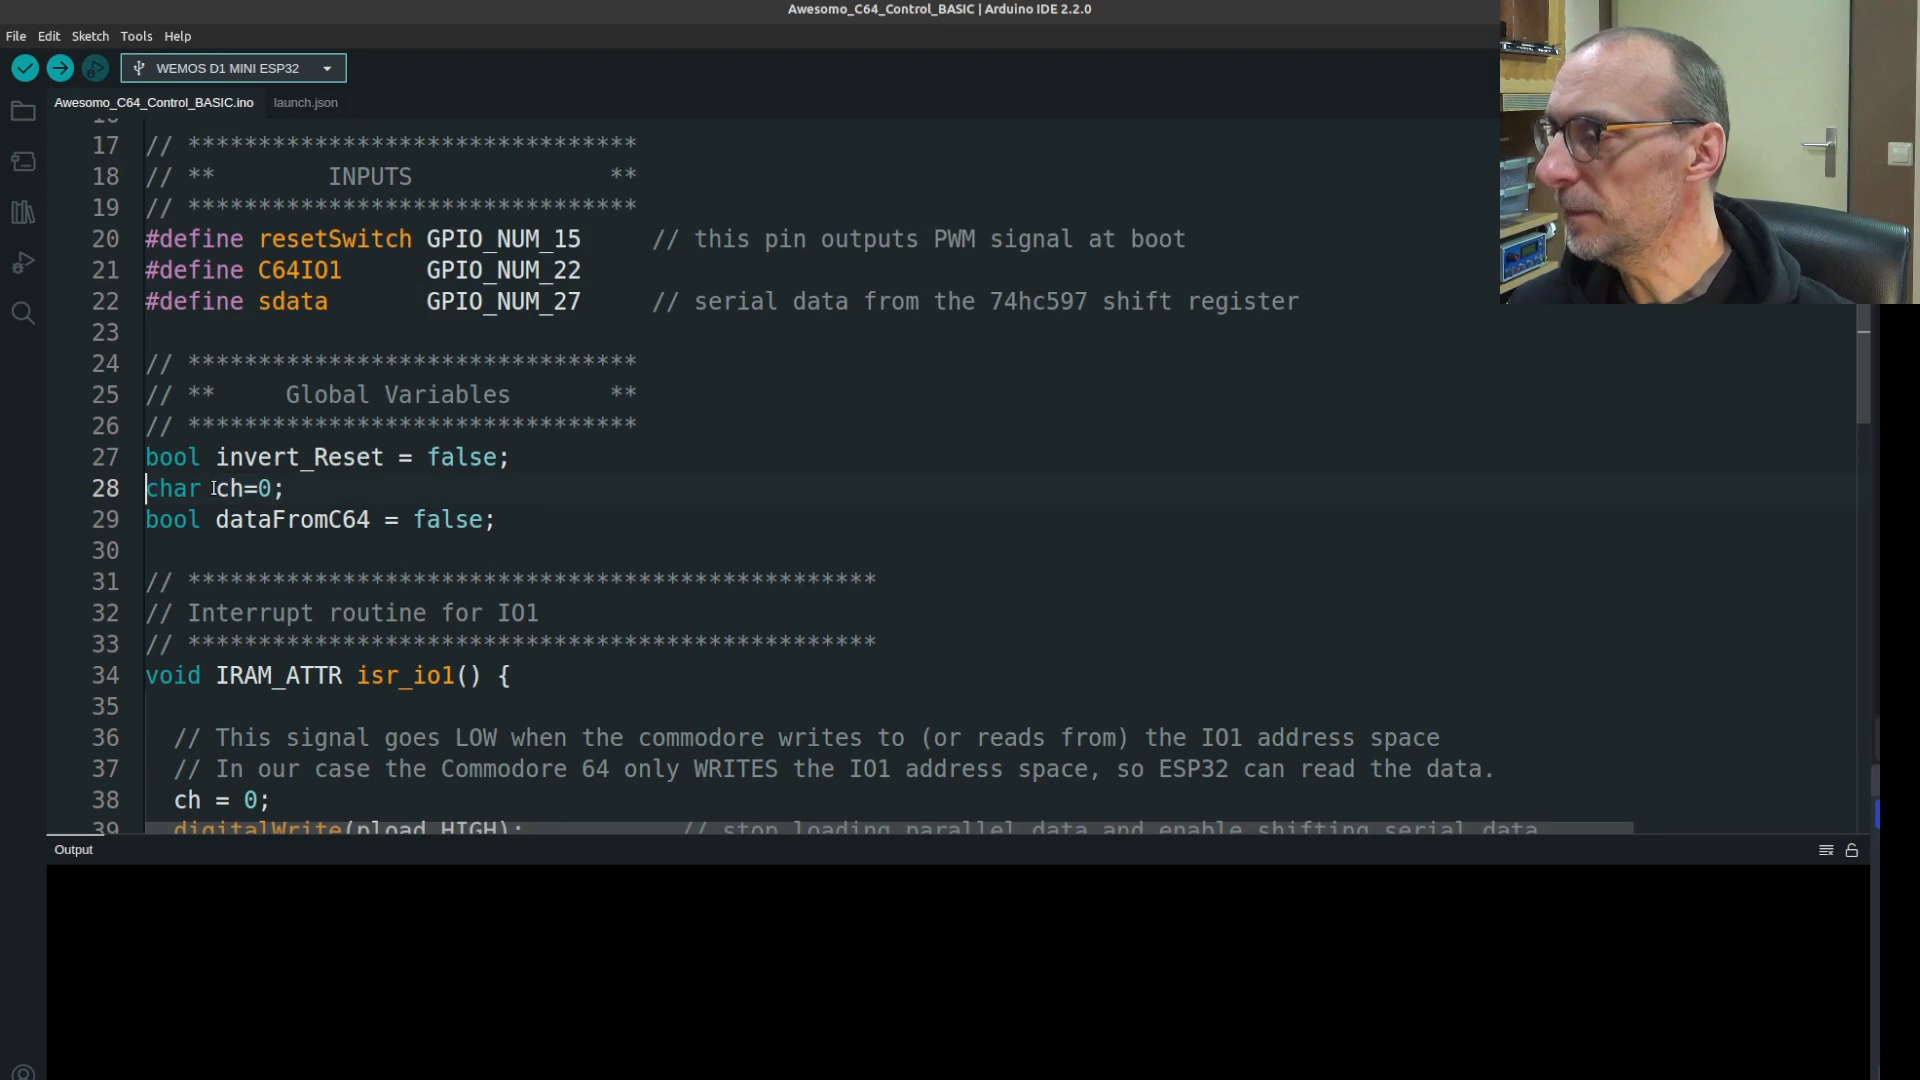 Awesomo_C64_Control_BASIC | Arduino IDE 2.2.0
File Edit Sketch Tools Help
WEMOS D1 MINI ESP32
Awesomo_C64_Control_BASIC.ino launch.json
16
17 // ********************************
18 // ** INPUTS **
19 // ********************************
20 #define resetSwitch GPIO_NUM_15 // this pin outputs PWM signal at boot
21 #define C64IO1 GPIO_NUM_22
22 #define sdata GPIO_NUM_27 // serial data from the 74hc597 shift register
23
24 // ********************************
25 // ** Global Variables **
26 // ********************************
27 bool invert_Reset = false;
28 char ch=0;
29 bool dataFromC64 = false;
30
31 // *************************************************
32 // Interrupt routine for IO1
33 // *************************************************
34 void IRAM_ATTR isr_io1() {
35
36 // This signal goes LOW when the commodore writes to (or reads from) the IO1 address space
37 // In our case the Commodore 64 only WRITES the IO1 address space, so ESP32 can read the data.
38 ch = 0;
39 digitalWrite(pload,HIGH); // stop loading parallel data and enable shifting serial data
Output